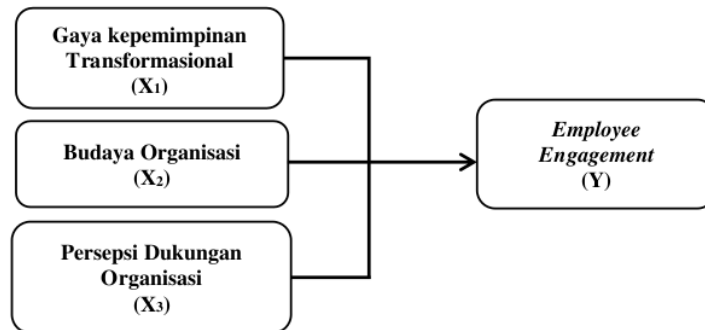 Gaya kepemimpinan
Transformasional
(X₁)
Budaya Organisasi
(X₂)
Persepsi Dukungan
Organisasi
(X₃)
Employee
Engagement
(Y)